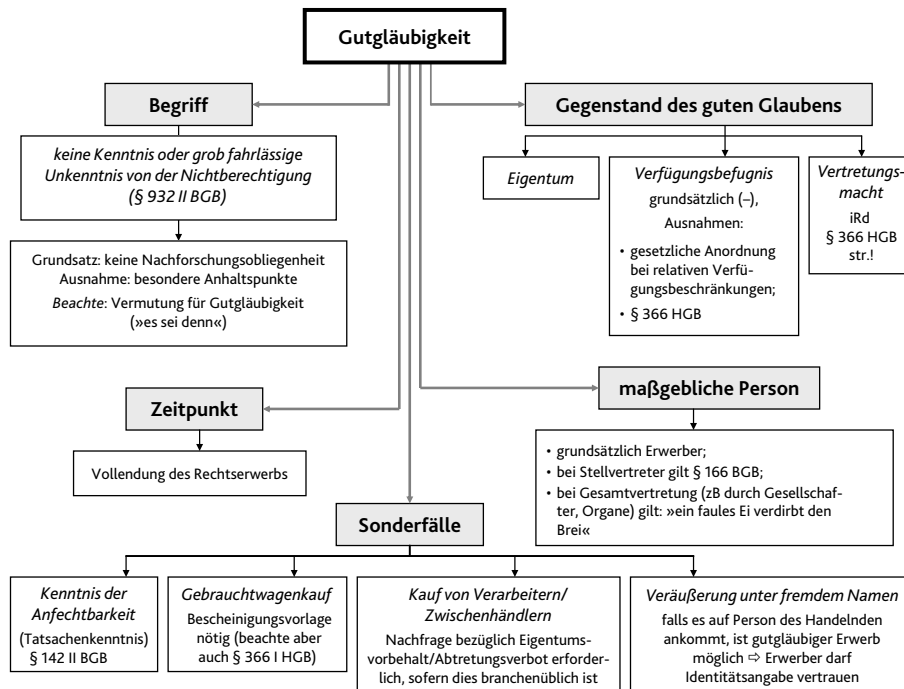 Gutgläubigkeit
Begriff
keine Kenntnis oder grob fahrlässige
Unkenntnis von der Nichtberechtigung
(§ 932 II BGB)
Grundsatz: keine Nachforschungsobliegenheit
Ausnahme: besondere Anhaltspunkte
Beachte: Vermutung für Gutgläubigkeit
(»es sei denn«)
Gegenstand des guten Glaubens
Eigentum
Verfügungsbefugnis
grundsätzlich (–),
Ausnahmen:
• gesetzliche Anordnung
bei relativen Verfü-
gungsbeschränkungen;
• § 366 HGB
Vertretungs-
macht
iRd
§ 366 HGB
str.!
Zeitpunkt
Vollendung des Rechtserwerbs
maßgebliche Person
• grundsätzlich Erwerber;
• bei Stellvertreter gilt § 166 BGB;
• bei Gesamtvertretung (zB durch Gesellschaf-
ter, Organe) gilt: »ein faules Ei verdirbt den
Brei«
Sonderfälle
Kenntnis der
Anfechtbarkeit
(Tatsachenkenntnis)
§ 142 II BGB
Gebrauchtwagenkauf
Bescheinigungsvorlage
nötig (beachte aber
auch § 366 I HGB)
Kauf von Verarbeitern/
Zwischenhändlern
Nachfrage bezüglich Eigentums-
vorbehalt/Abtretungsverbot erforder-
lich, sofern dies branchenüblich ist
Veräußerung unter fremdem Namen
falls es auf Person des Handelnden
ankommt, ist gutgläubiger Erwerb
möglich ⇨ Erwerber darf
Identitätsangabe vertrauen